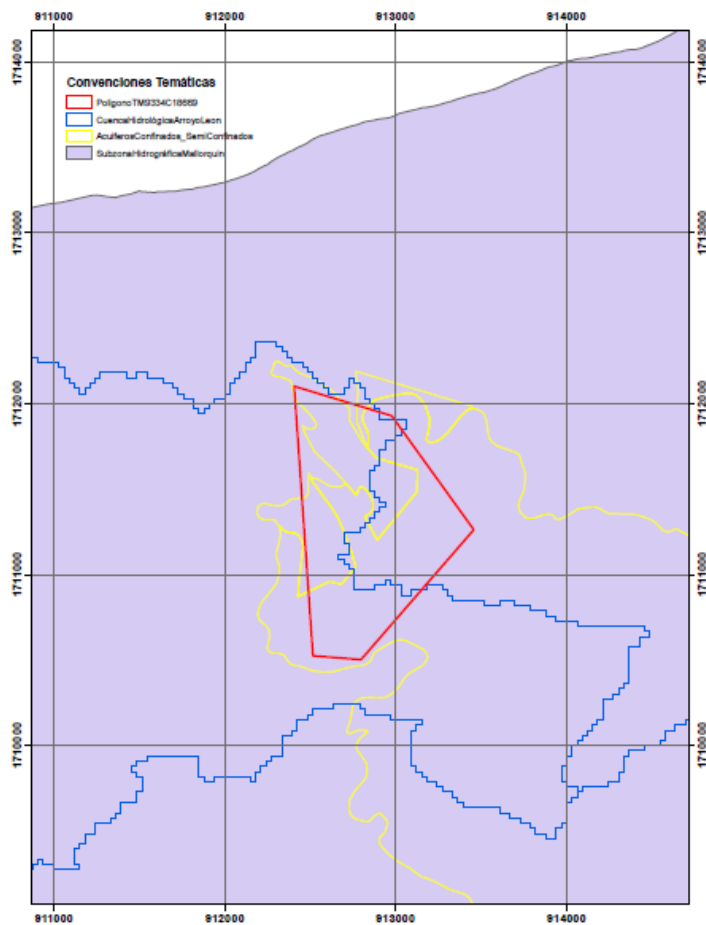 911000 912000 913000 914000
Convenciones Temáticas
PoligonoTM9334C18669
CuencaHidrológicaArroyoLeon
AcuiferosConfinados_SemiConfinados
SubzonaHidrográficaMallorquin
1714000 1714000
1713000 1713000
1712000 1712000
1711000 1711000
1710000 1710000
911000 912000 913000 914000